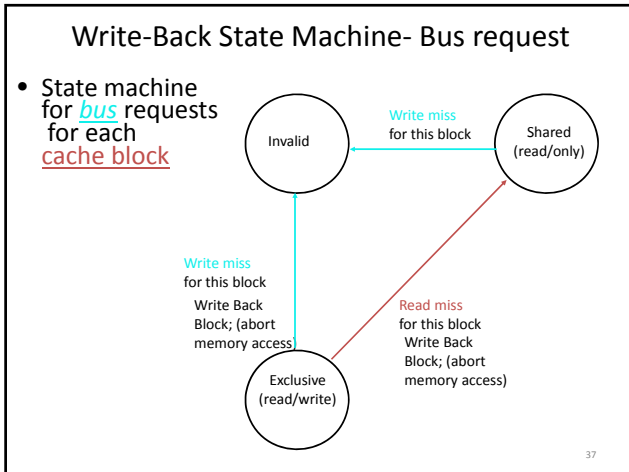 Write-Back State Machine- Bus request
• State machine
for bus requests
for each
cache block
Invalid
Write miss
for this block
Shared
(read/only)
Write miss
for this block
Write Back
Block; (abort
memory access)
Read miss
for this block
Write Back
Block; (abort
memory access)
Exclusive
(read/write)
37